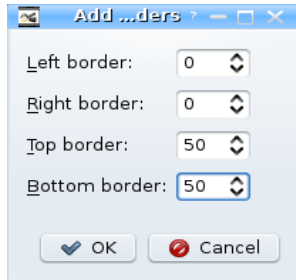 Add ...ders ?
Left border: 0
Right border: 0
Top border: 50
Bottom border: 50
OK Cancel